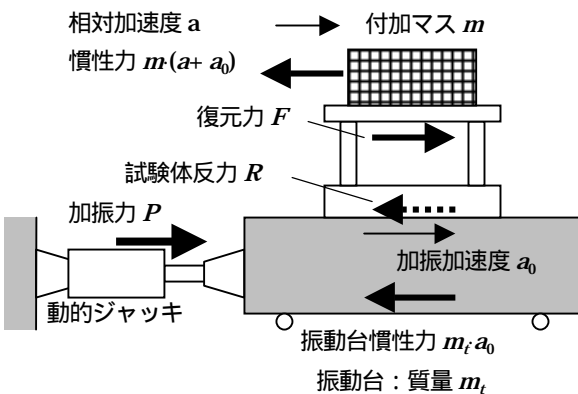 相対加速度 a
付加マス m
慣性力 m·(a+ a0)
復元力 F
試験体反力 R
加振力 P
加振加速度 a0
動的ジャッキ
振動台慣性力 mt·a0
振動台：質量 mt